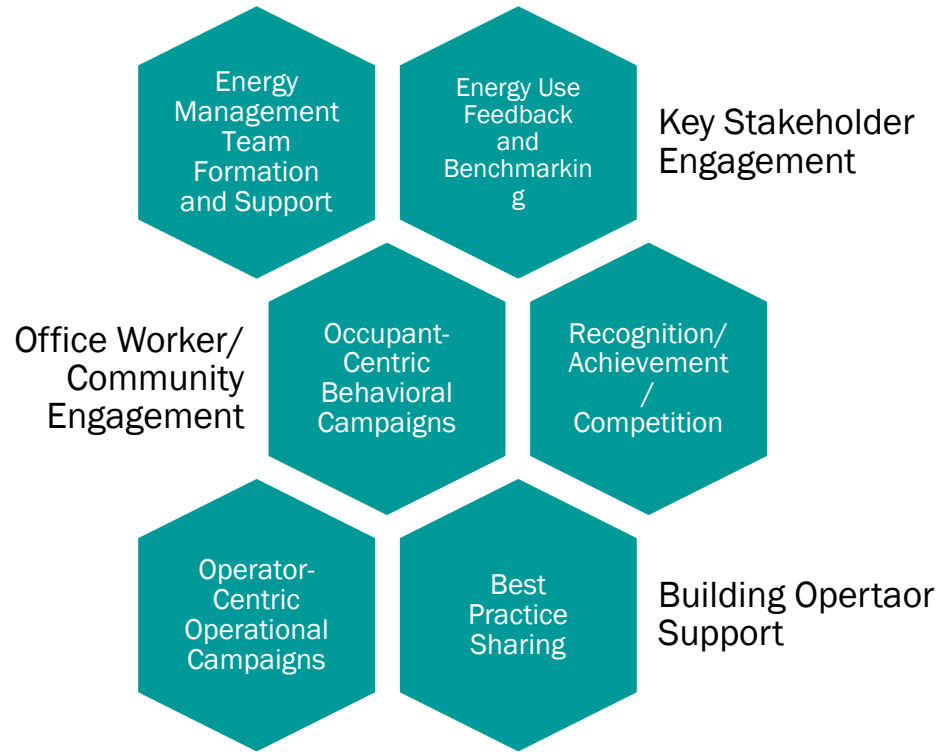 Energy
Management
Team
Formation
and Support
Energy Use
Feedback
and
Benchmarkin
g
Key Stakeholder
Engagement
Office Worker/
Community
Engagement
Occupant-
Centric
Behavioral
Campaigns
Recognition/
Achievement
/
Competition
Operator-
Centric
Operational
Campaigns
Best
Practice
Sharing
Building Opertaor
Support